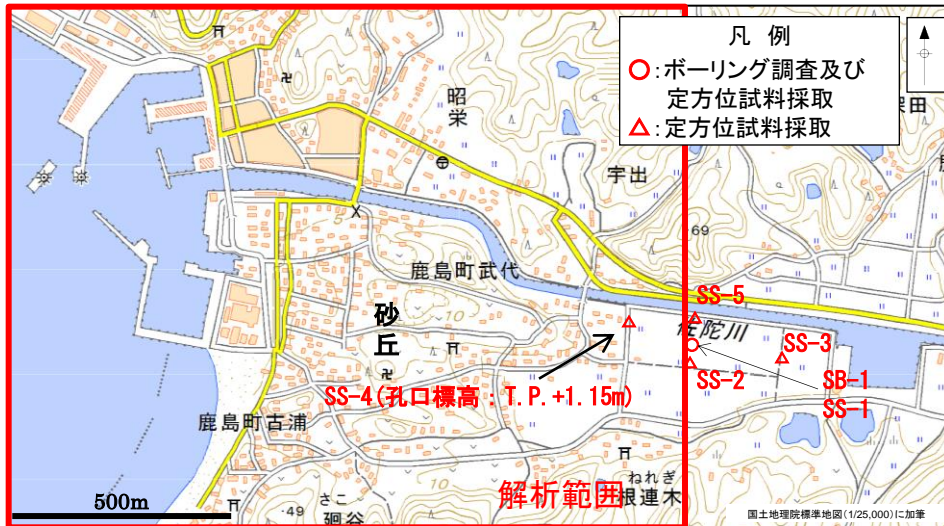 凡 例
○:ボーリング調査及び
定方位試料採取
△:定方位試料採取
昭
栄
宇出
田
69
鹿島町武代
5
10
砂
丘
佐陀川
SS-5
SS-3
SS-2
SB-1
SS-1
SS-4(孔口標高:T.P.+1.15m)
鹿島町古浦
10
ねれぎ
根連木
解析範囲
さこ
廻谷
49
500m
国土地理院標準地図(1/25,000)に加筆